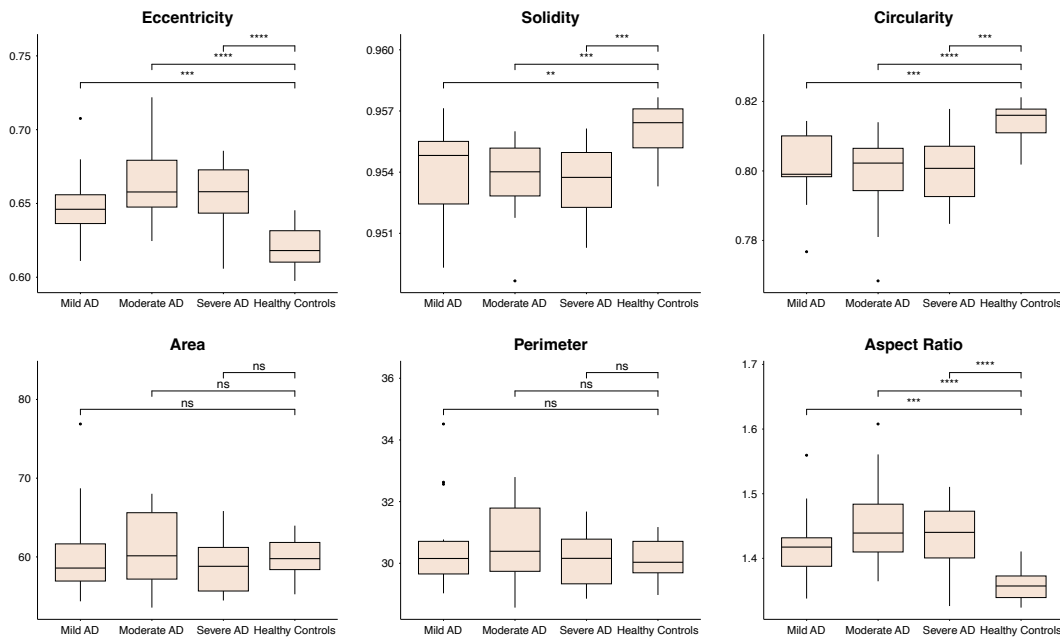 Eccentricity
****
0.75
****
***
0.70
0.65
0.60
Mild AD Moderate AD Severe AD Healthy Controls
Solidity
***
0.960
***
**
0.957
0.954
0.951
Mild AD Moderate AD Severe AD Healthy Controls
Circularity
***
****
***
0.82
0.80
0.78
Mild AD Moderate AD Severe AD Healthy Controls
Area
ns
80
ns
ns
70
60
Mild AD Moderate AD Severe AD Healthy Controls
Perimeter
36
ns
ns
ns
34
32
30
Mild AD Moderate AD Severe AD Healthy Controls
Aspect Ratio
1.7
****
****
***
1.6
1.5
1.4
Mild AD Moderate AD Severe AD Healthy Controls